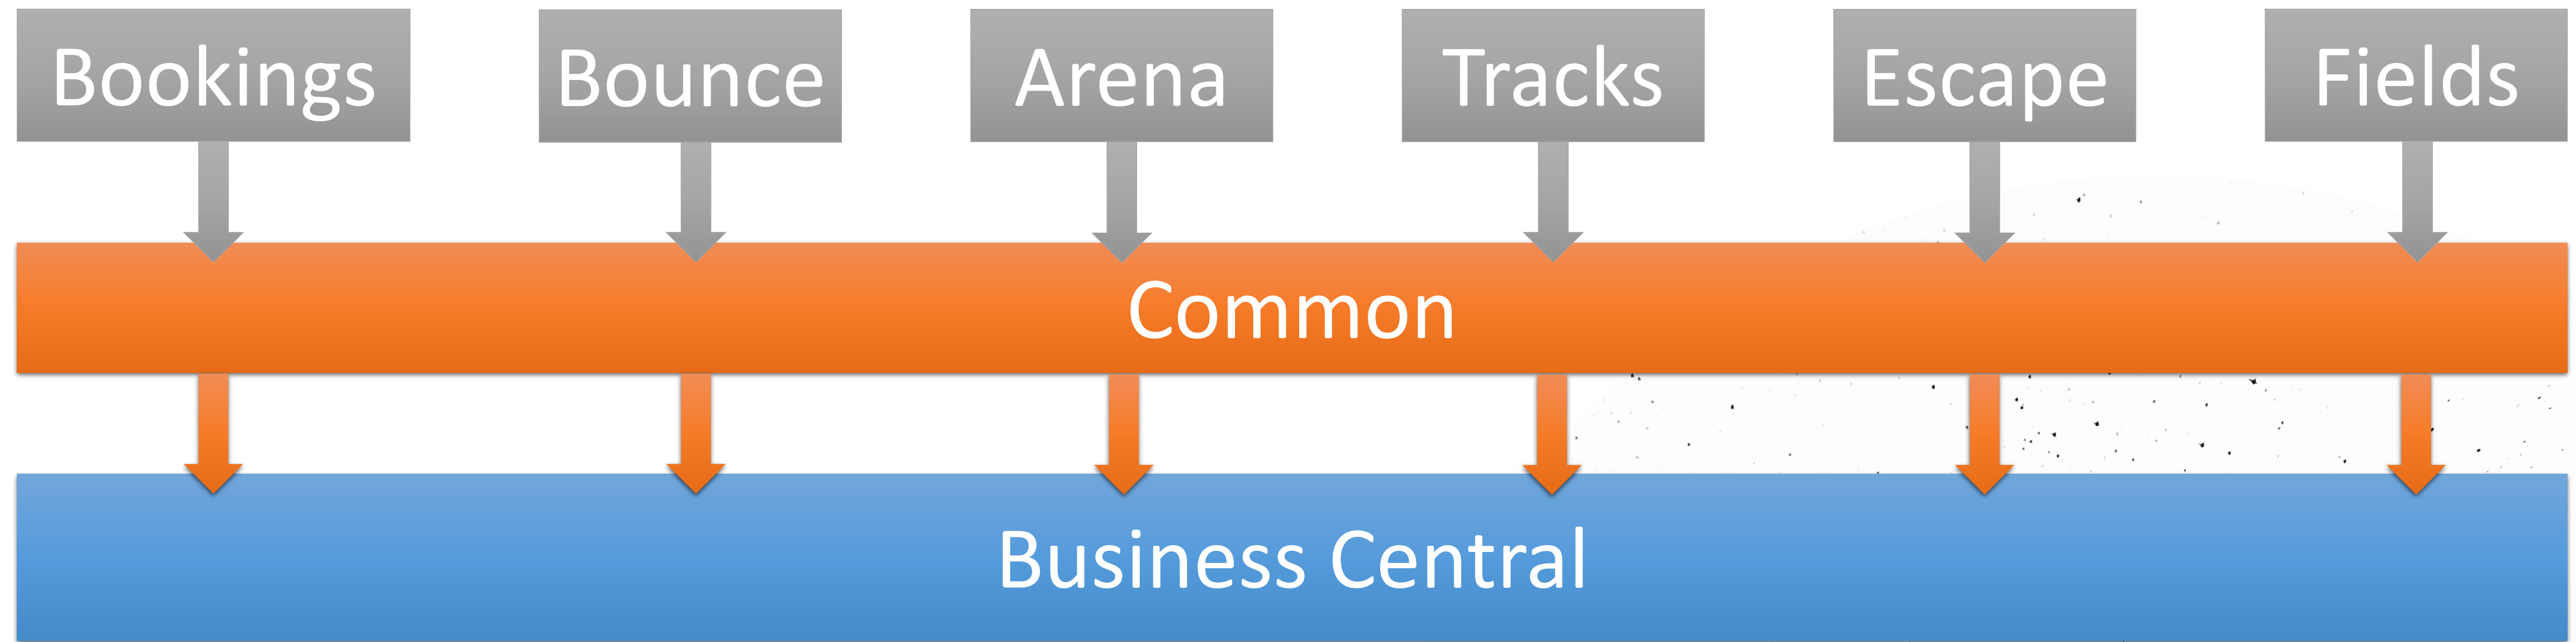 Bookings
Bounce
Arena
Tracks
Escape
Fields
Common
Business Central